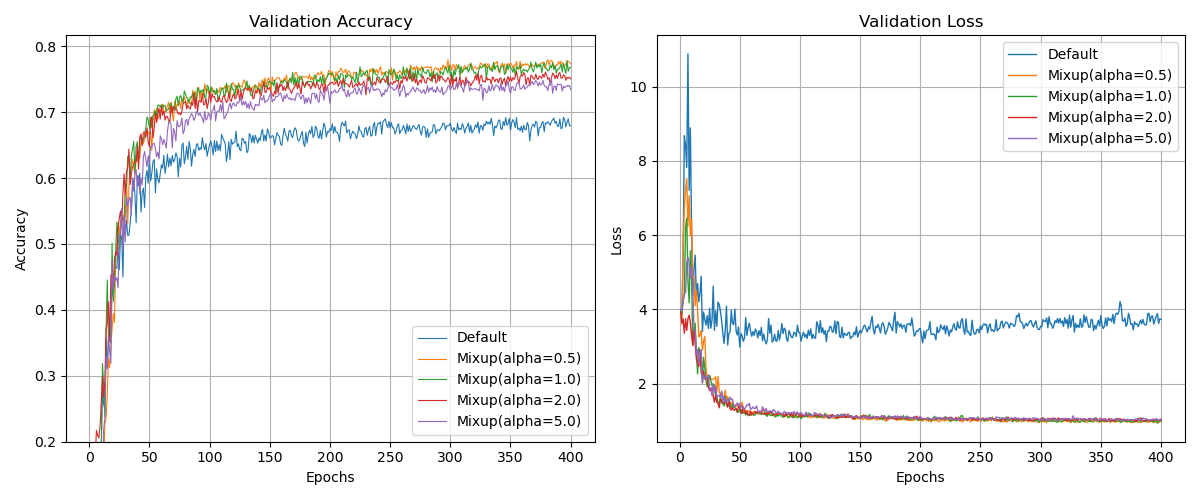 Validation Accuracy
0.8
0.7
0.6
0.5
0.4
0.3
0.2
Accuracy
Default
Mixup(alpha=0.5)
Mixup(alpha=1.0)
Mixup(alpha=2.0)
Mixup(alpha=5.0)
0 50 100 150 200 250 300 350 400
Epochs
Validation Loss
10
8
6
4
2
Loss
Default
Mixup(alpha=0.5)
Mixup(alpha=1.0)
Mixup(alpha=2.0)
Mixup(alpha=5.0)
0 50 100 150 200 250 300 350 400
Epochs